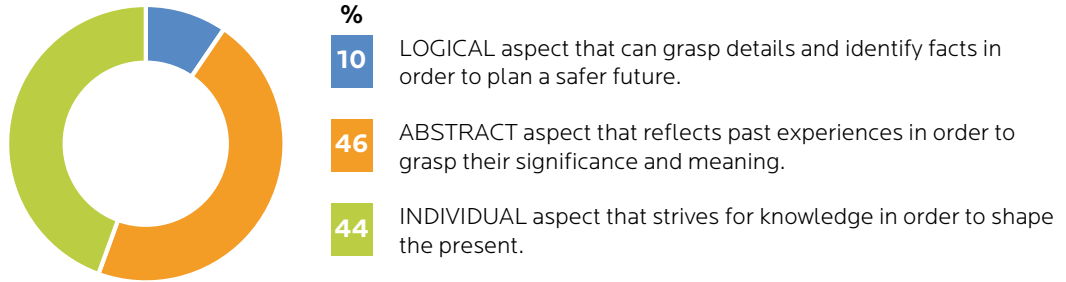 %
10
LOGICAL aspect that can grasp details and identify facts in
order to plan a safer future.
46
ABSTRACT aspect that reflects past experiences in order to
grasp their significance and meaning.
44
INDIVIDUAL aspect that strives for knowledge in order to shape
the present.